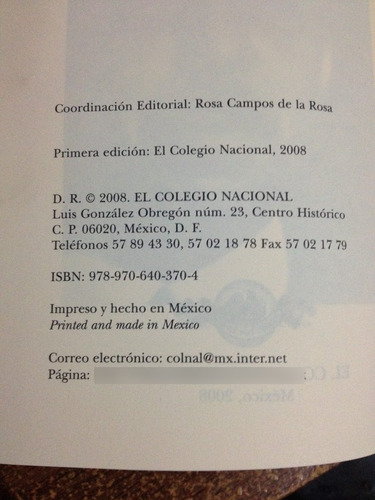 Coordinación Editorial: Rosa Campos de la Rosa
Primera edición: El Colegio Nacional, 2008
D. R. © 2008. EL COLEGIO NACIONAL
Luis González Obregón núm. 23, Centro Histórico
C. P. 06020, México, D. F.
Teléfonos 57 89 43 30, 57 02 18 78 Fax 57 02 17 79
ISBN: 978-970-640-370-4
Impreso y hecho en México
Printed and made in Mexico
Correo electrónico: colnal@mx.inter.net
Página: